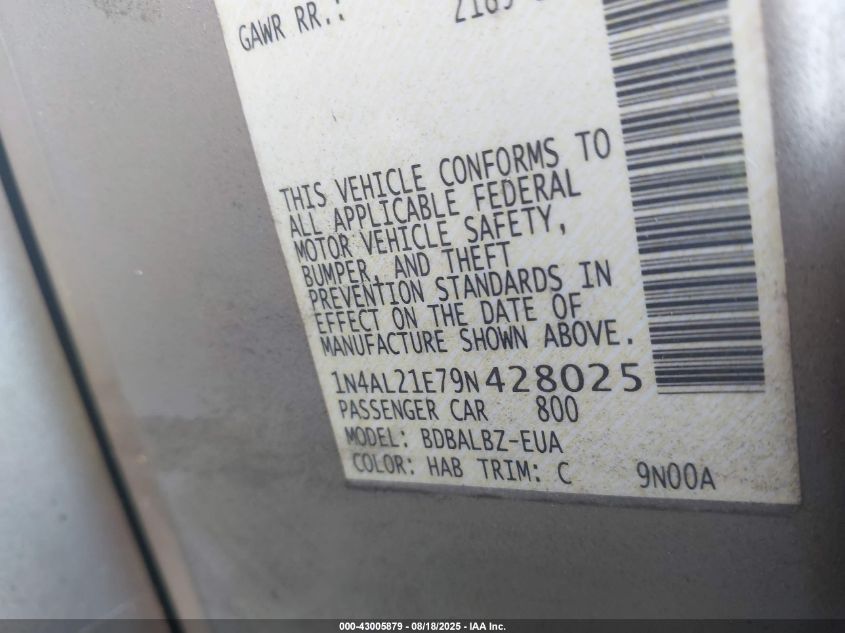 GAWR RR.:
THIS VEHICLE CONFORMS TO
ALL APPLICABLE FEDERAL
MOTOR VEHICLE SAFETY,
BUMPER, AND THEFT
PREVENTION STANDARDS IN
EFFECT ON THE DATE OF
MANUFACTURE SHOWN ABOVE.
1N4AL21E79N428025
PASSENGER CAR 800
MODEL: BDBALBZ-EUA
COLOR: HAB TRIM: C 9N00A
000-43005879 - 08/18/2025 - IAA Inc.